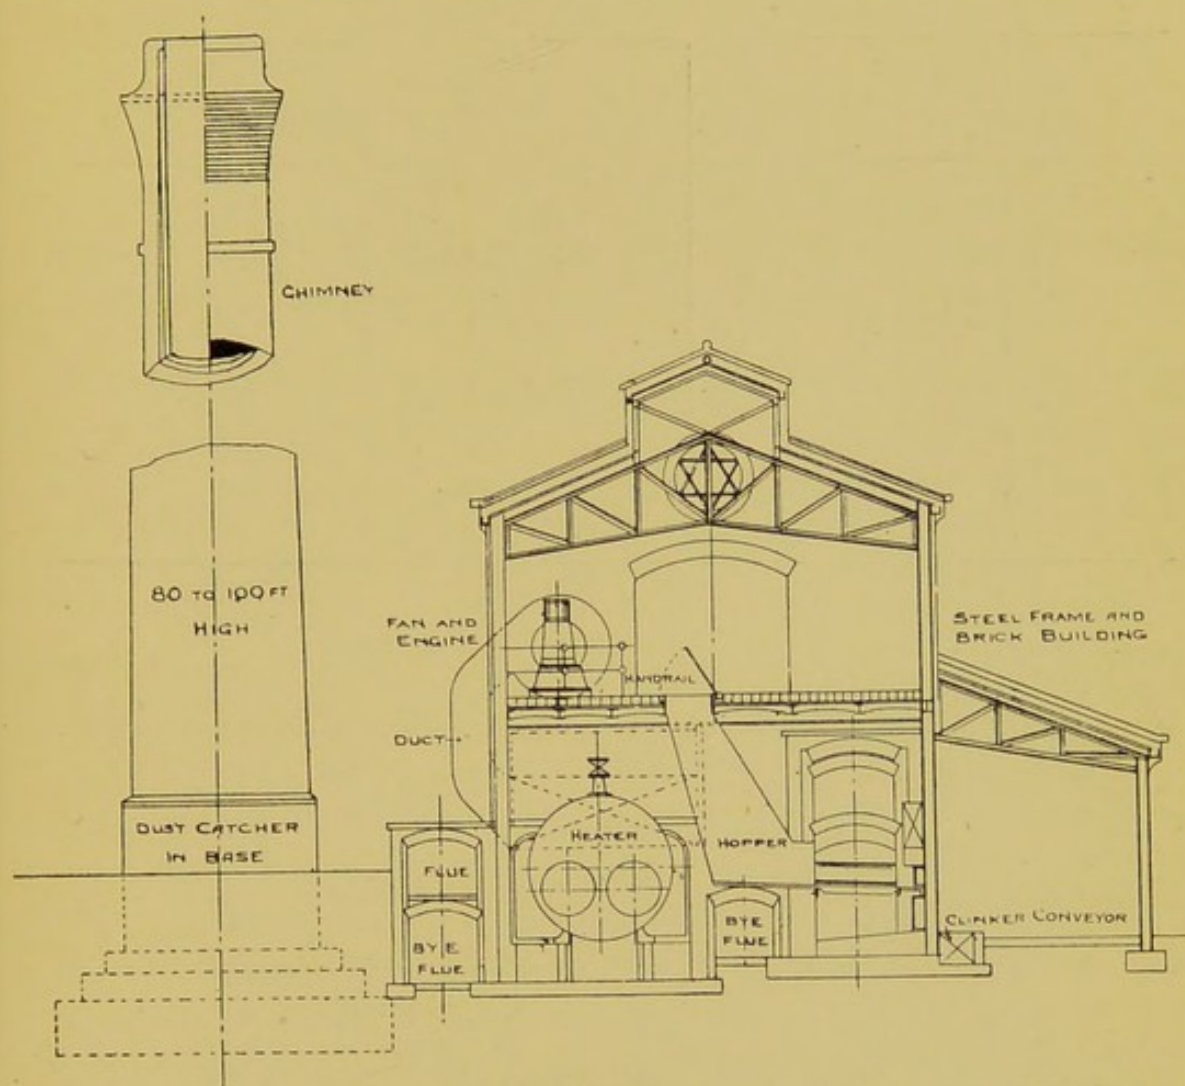 CHIMNEY
80 TO 100 FT
HIGH
DUST CATCHER
IN BASE
FAN AND
ENGINE
HANDRAIL
STEEL FRAME AND
BRICK BUILDING
DUCT
HEATER
HOPPER
FLUE
BYE
FLUE
BYE
FLUE
CLINKER CONVEYOR